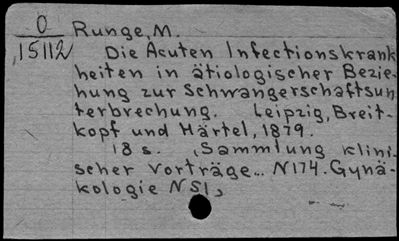 O Runge, M.
,15112
Die Acuten Infectionskrank
heiten in ätiologischer Bezie-
hung zur Schwangerschaftsun
terbrechung. Leipzig, Breit-
kopf und Härtel, 1879.
18 s. (Sammlung klini-
scher Vorträge... N174. Gynä-
kologie N51)